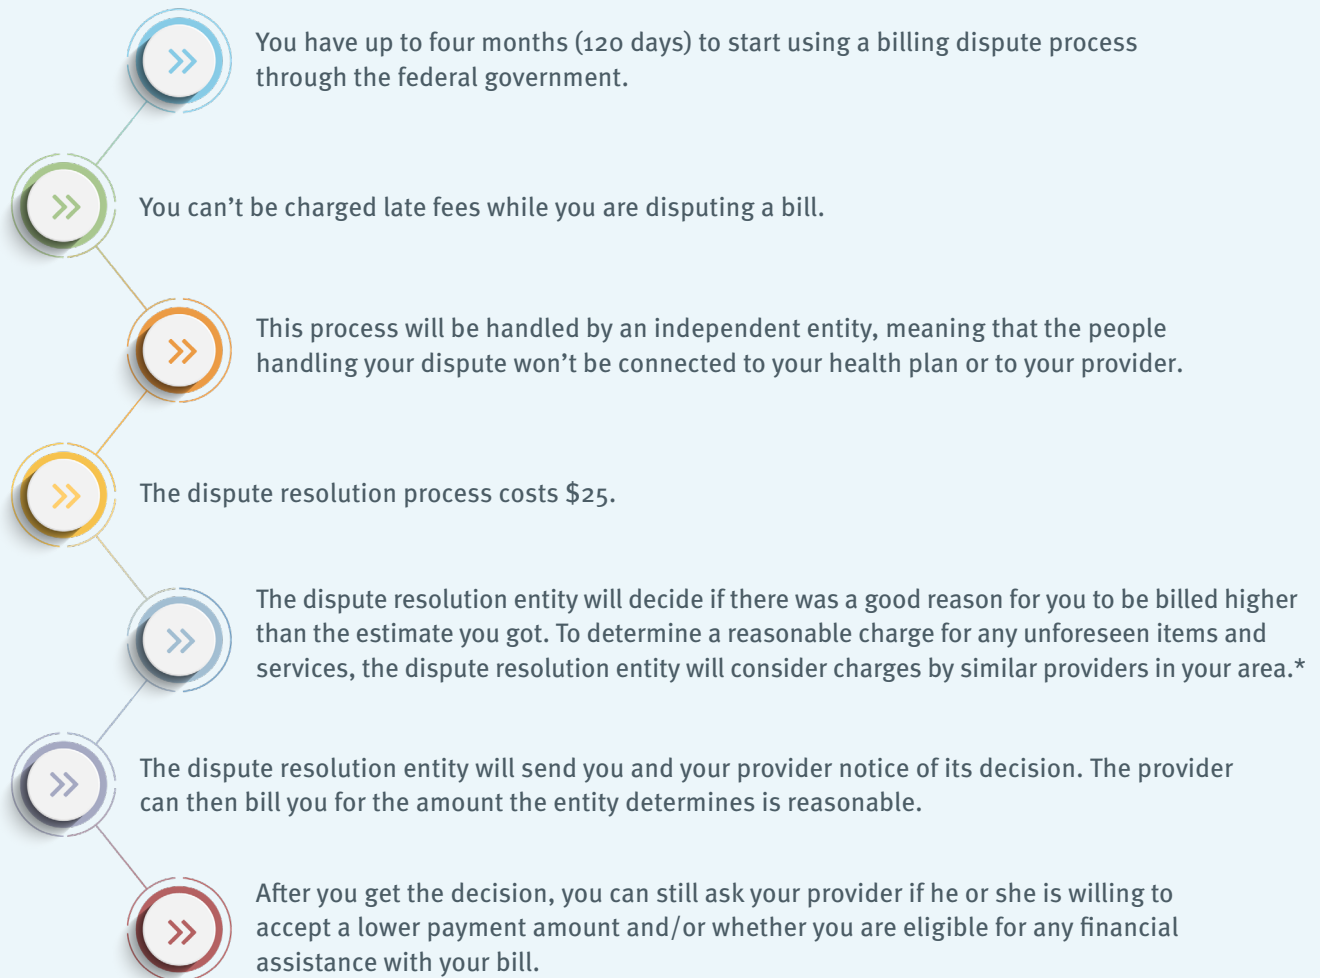 You have up to four months (120 days) to start using a billing dispute process
through the federal government.
You can’t be charged late fees while you are disputing a bill.
This process will be handled by an independent entity, meaning that the people
handling your dispute won’t be connected to your health plan or to your provider.
The dispute resolution process costs $25.
The dispute resolution entity will decide if there was a good reason for you to be billed higher
than the estimate you got. To determine a reasonable charge for any unforeseen items and
services, the dispute resolution entity will consider charges by similar providers in your area.*
The dispute resolution entity will send you and your provider notice of its decision. The provider
can then bill you for the amount the entity determines is reasonable.
After you get the decision, you can still ask your provider if he or she is willing to
accept a lower payment amount and/or whether you are eligible for any financial
assistance with your bill.